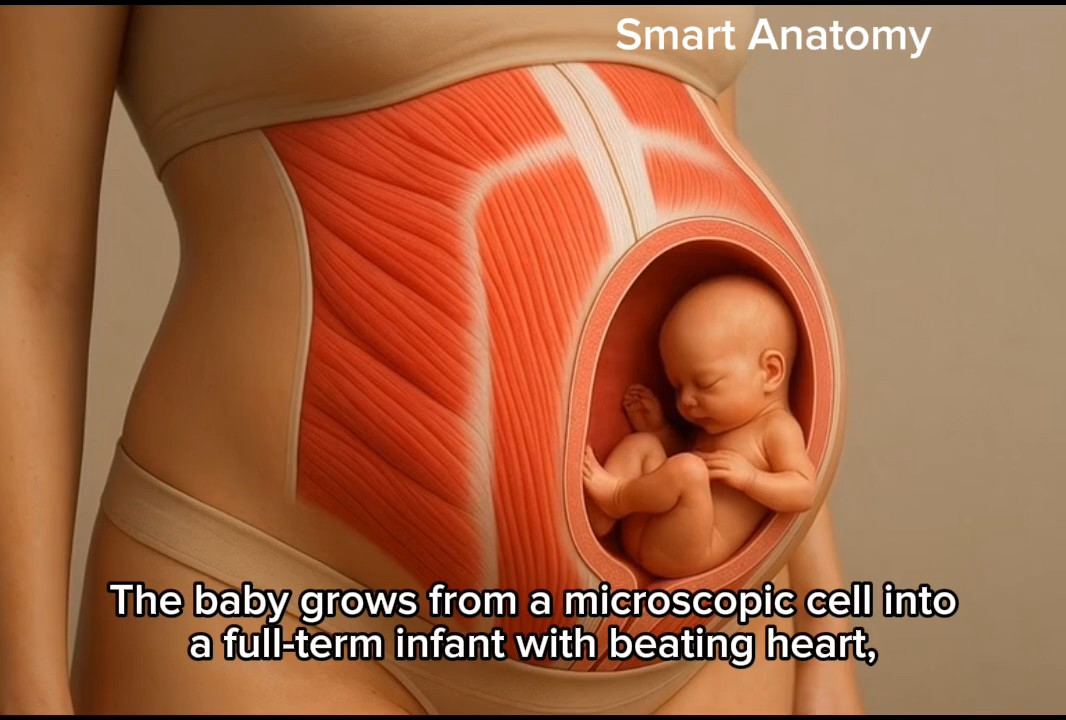 Smart Anatomy
The baby grows from a microscopic cell into
a full-term infant with beating heart,